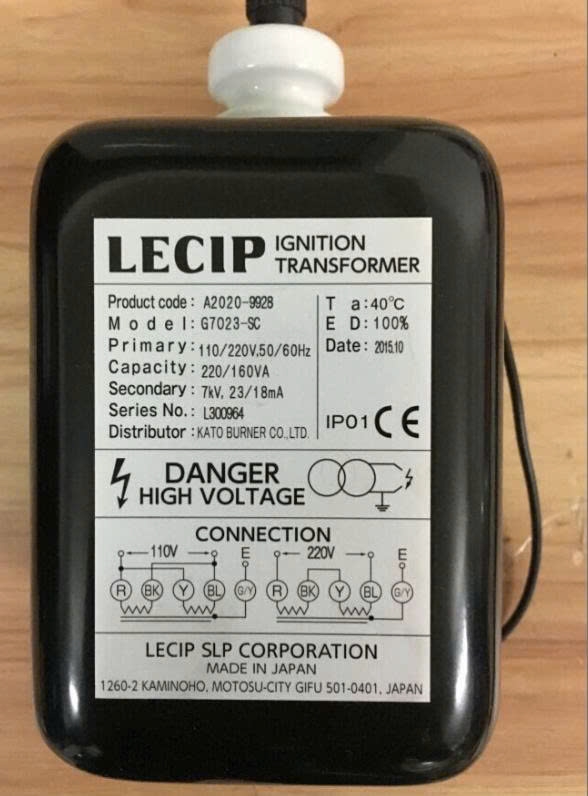 LECIP IGNITION TRANSFORMER
Product code : A2020-9928
Model : G7023-SC
Primary : 110/220V,50/60Hz
Capacity : 220/160VA
Secondary : 7kV, 23/18mA
Series No. : L300964
Distributor : KATO BURNER CO., LTD.
T a : 40℃
E D : 100%
Date : 2015.10
IP01 CE
DANGER
HIGH VOLTAGE
CONNECTION
110V E 220V E
R BK Y BL G/Y R BK Y BL G/Y
LECIP SLP CORPORATION
MADE IN JAPAN
1260-2 KAMINOHO, MOTOSU-CITY GIFU 501-0401, JAPAN